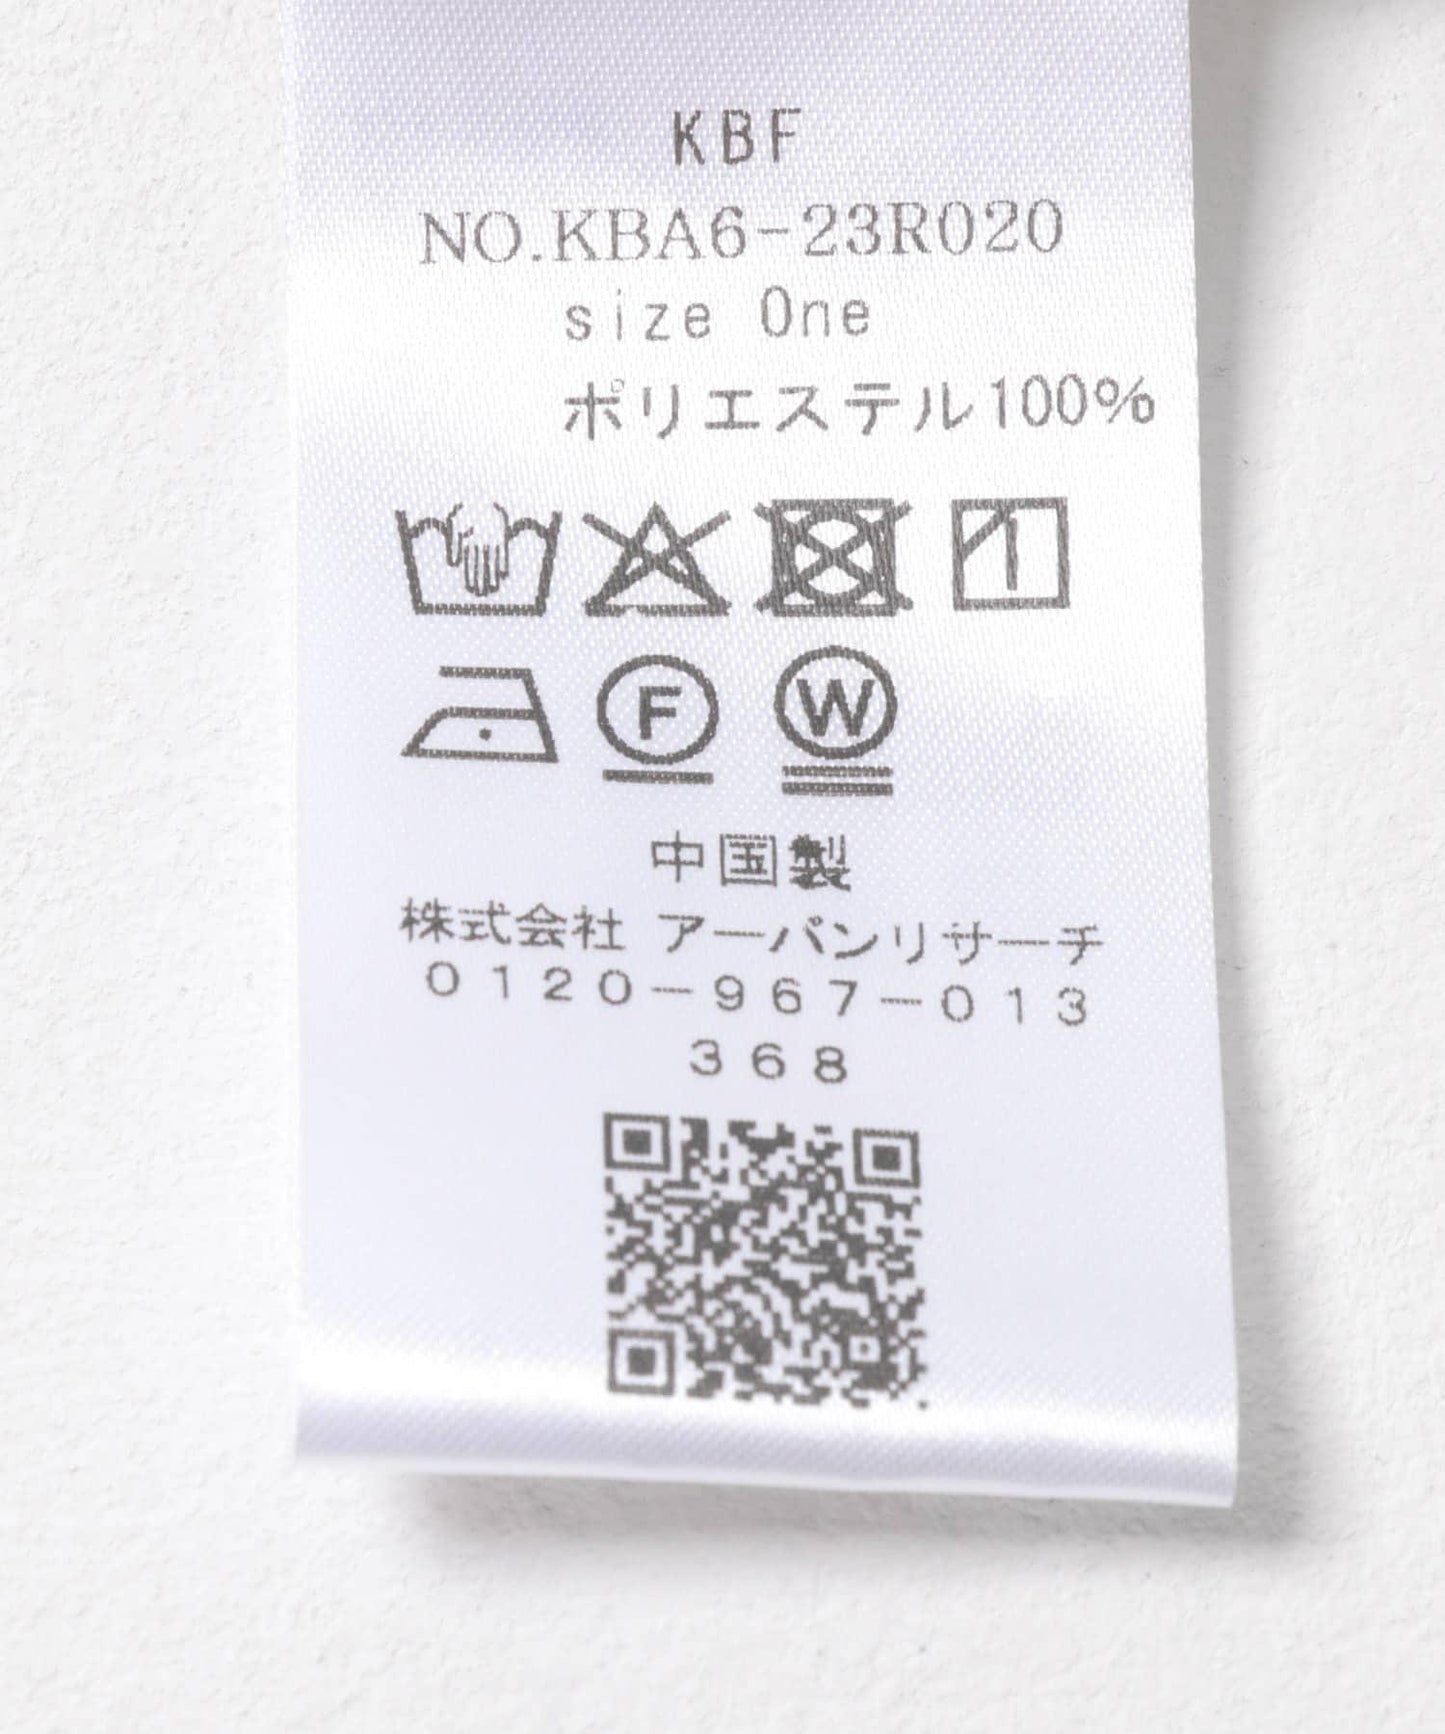 KBF
NO.KBA6-23R020
size One
ポリエステル100%
F W
中国製
株式会社 アーバンリサーチ
0120-967-013
368